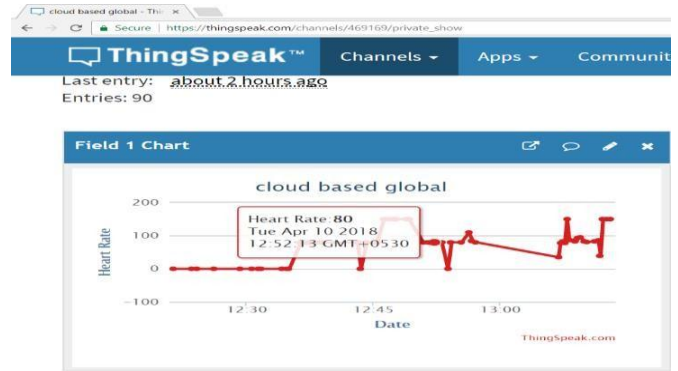 cloud based global - Thi
Secure | https://thingspeak.com/channels/469169/private_show
ThingSpeak™ Channels Apps Communit
Last entry: about 2 hours ago
Entries: 90
Field 1 Chart
cloud based global
200
100
0
-100
Heart Rate
Heart Rate:80
Tue Apr 10 2018
12:52:13 GMT+0530
12:30 12:45 13:00
Date
ThingSpeak.com